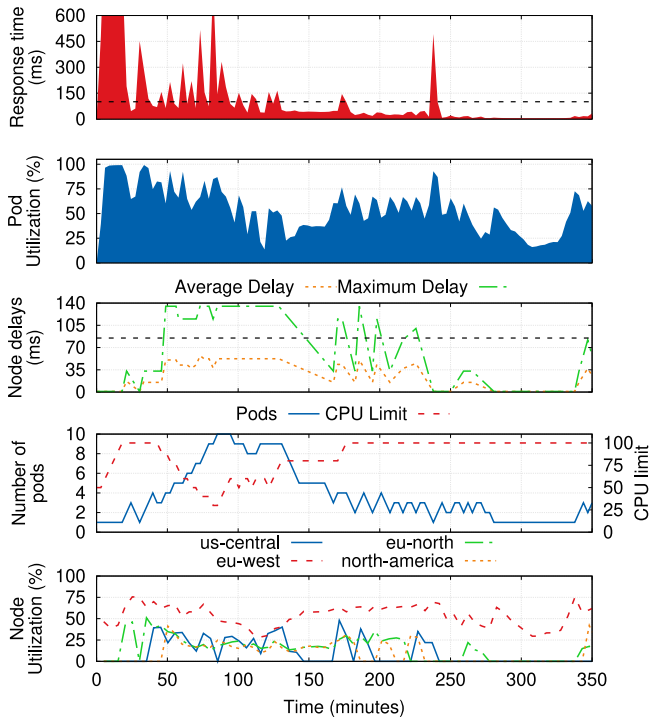 Response time
(ms)
600
450
300
150
0
Pod
Utilization (%)
100
75
50
25
0
Average Delay
Maximum Delay
Node delays
(ms)
140
105
70
35
0
Pods
CPU Limit
Number of
pods
10
8
6
4
2
0
100
75
50
25
0
CPU limit
us-central
eu-north
eu-west
north-america
Node
Utilization (%)
100
75
50
25
0
0 50 100 150 200 250 300 350
Time (minutes)